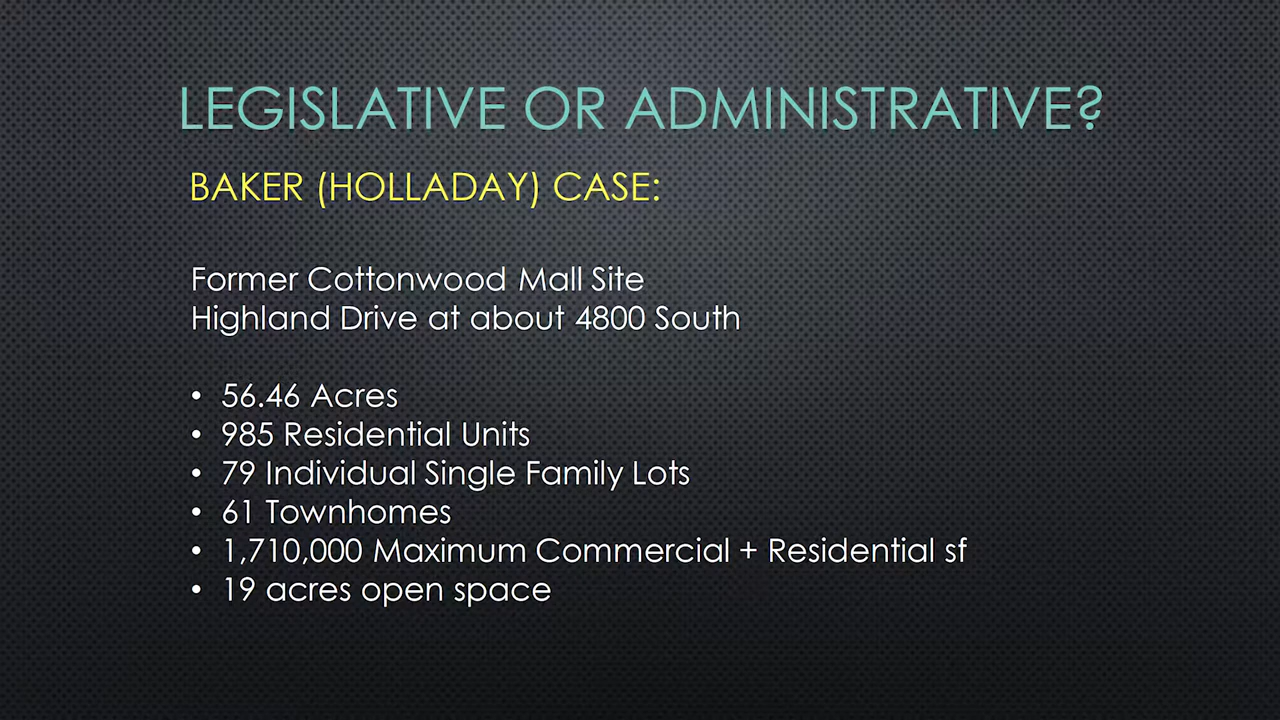 LEGISLATIVE OR ADMINISTRATIVE?
BAKER (HOLLADAY) CASE:
Former Cottonwood Mall Site
Highland Drive at about 4800 South
• 56.46 Acres
• 985 Residential Units
• 79 Individual Single Family Lots
• 61 Townhomes
• 1,710,000 Maximum Commercial + Residential sf
• 19 acres open space